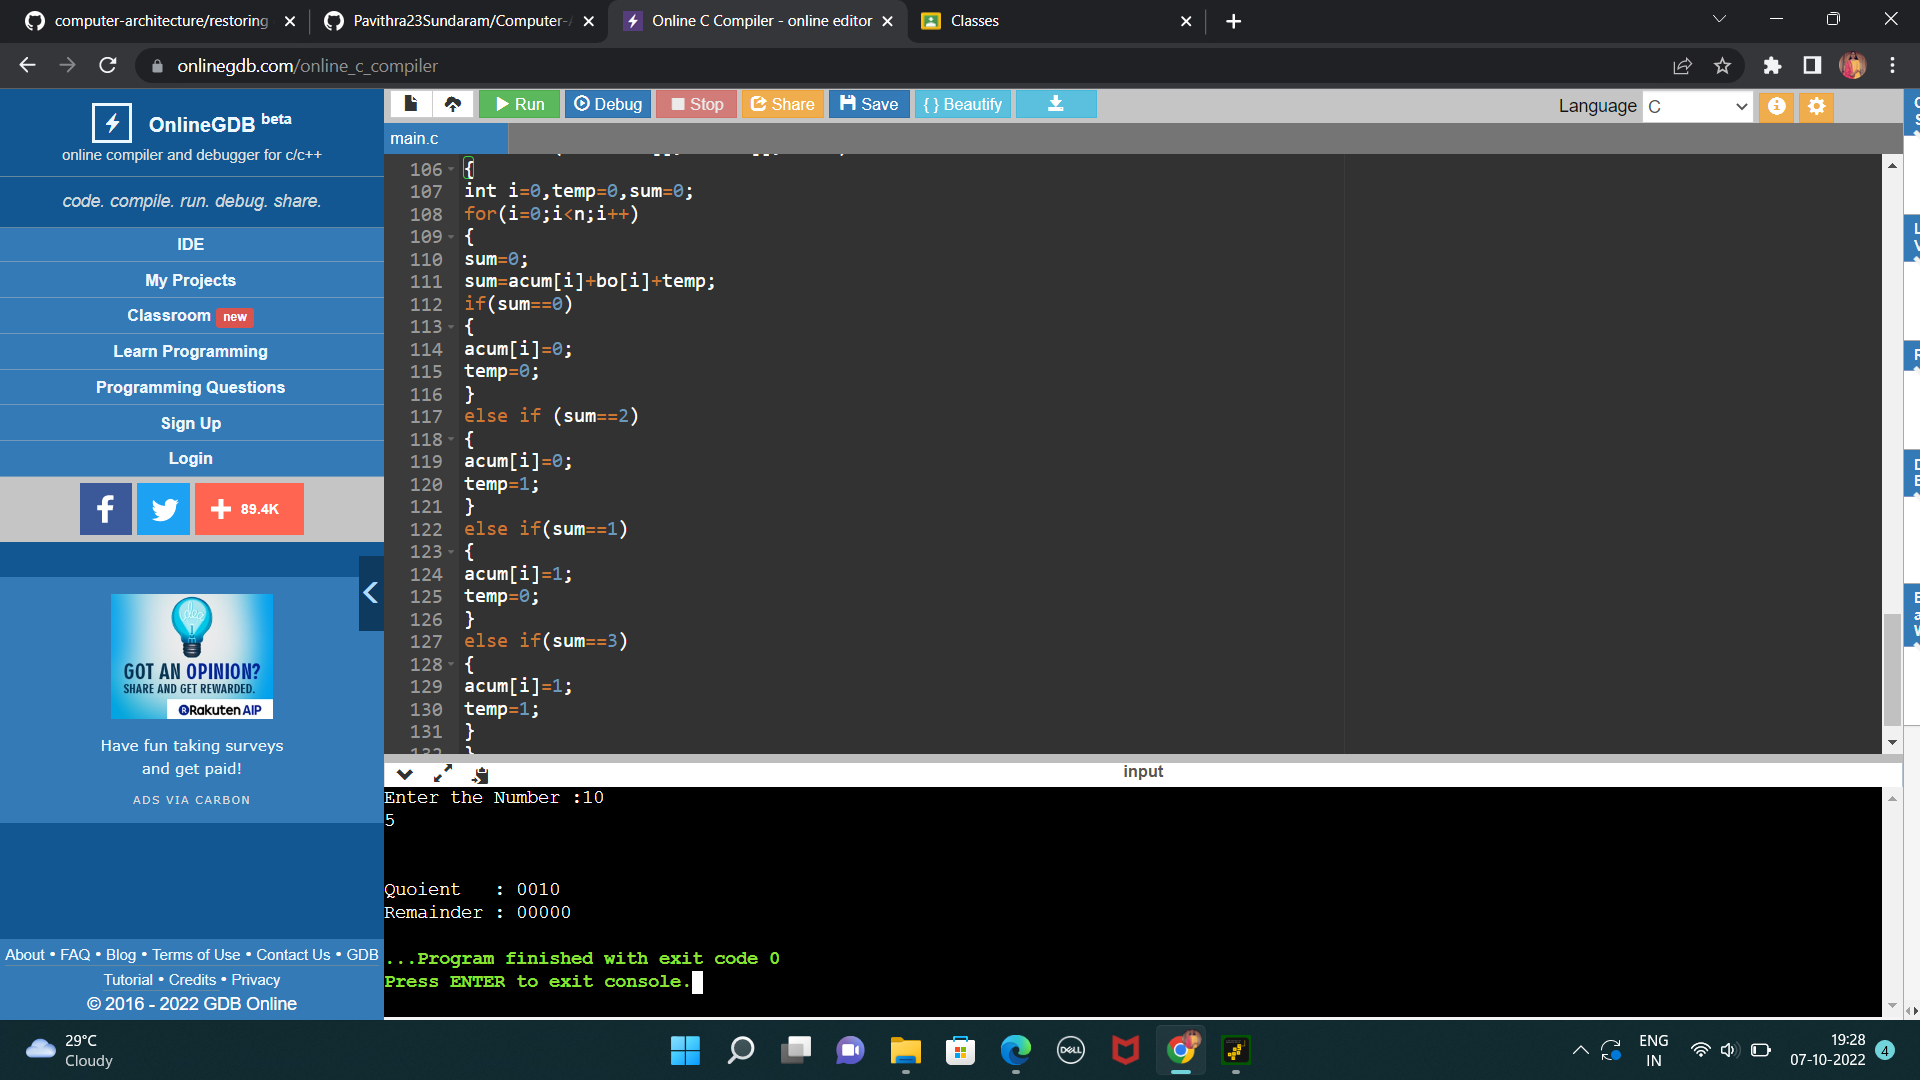 computer-architecture/restoring
Pavithra23Sundaram/Computer-A
Online C Compiler - online editor
Classes
onlinegdb.com/online_c_compiler
OnlineGDB beta
online compiler and debugger for c/c++
code. compile. run. debug. share.
IDE
My Projects
Classroom new
Learn Programming
Programming Questions
Sign Up
Login
f
+ 89.4K
idea
GOT AN OPINION?
SHARE AND GET REWARDED.
Rakuten AIP
Have fun taking surveys
and get paid!
ADS VIA CARBON
About • FAQ • Blog • Terms of Use • Contact Us • GDB
Tutorial • Credits • Privacy
© 2016 - 2022 GDB Online
Run
Debug
Stop
Share
Save
{ } Beautify
Language C
main.c
106 {
107 int i=0,temp=0,sum=0;
108 for(i=0;i<n;i++)
109 {
110 sum=0;
111 sum=acum[i]+bo[i]+temp;
112 if(sum==0)
113 {
114 acum[i]=0;
115 temp=0;
116 }
117 else if (sum==2)
118 {
119 acum[i]=0;
120 temp=1;
121 }
122 else if(sum==1)
123 {
124 acum[i]=1;
125 temp=0;
126 }
127 else if(sum==3)
128 {
129 acum[i]=1;
130 temp=1;
131 }
132 }
input
Enter the Number :10
5
Quoient   : 0010
Remainder : 00000
...Program finished with exit code 0
Press ENTER to exit console.
29°C
Cloudy
DELL
ENG
IN
19:28
07-10-2022
4